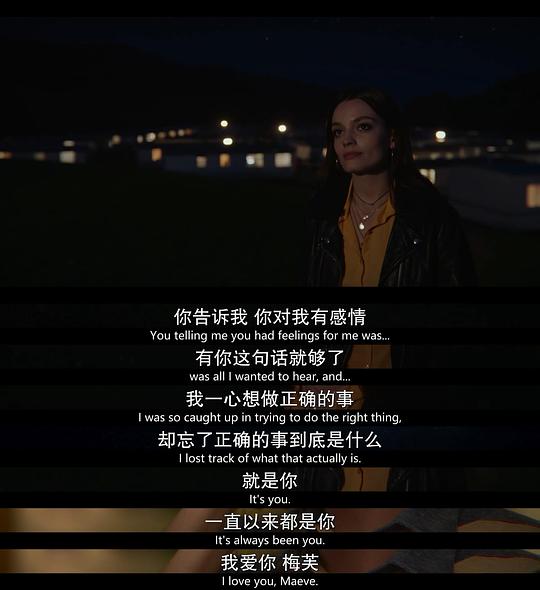 你告诉我 你对我有感情
You telling me you had feelings for me was...
有你这句话就够了
was all I wanted to hear, and...
我一心想做正确的事
I was so caught up in trying to do the right thing,
却忘了正确的事到底是什么
I lost track of what that actually is.
就是你
It's you.
一直以来都是你
It's always been you.
我爱你 梅芙
I love you, Maeve.